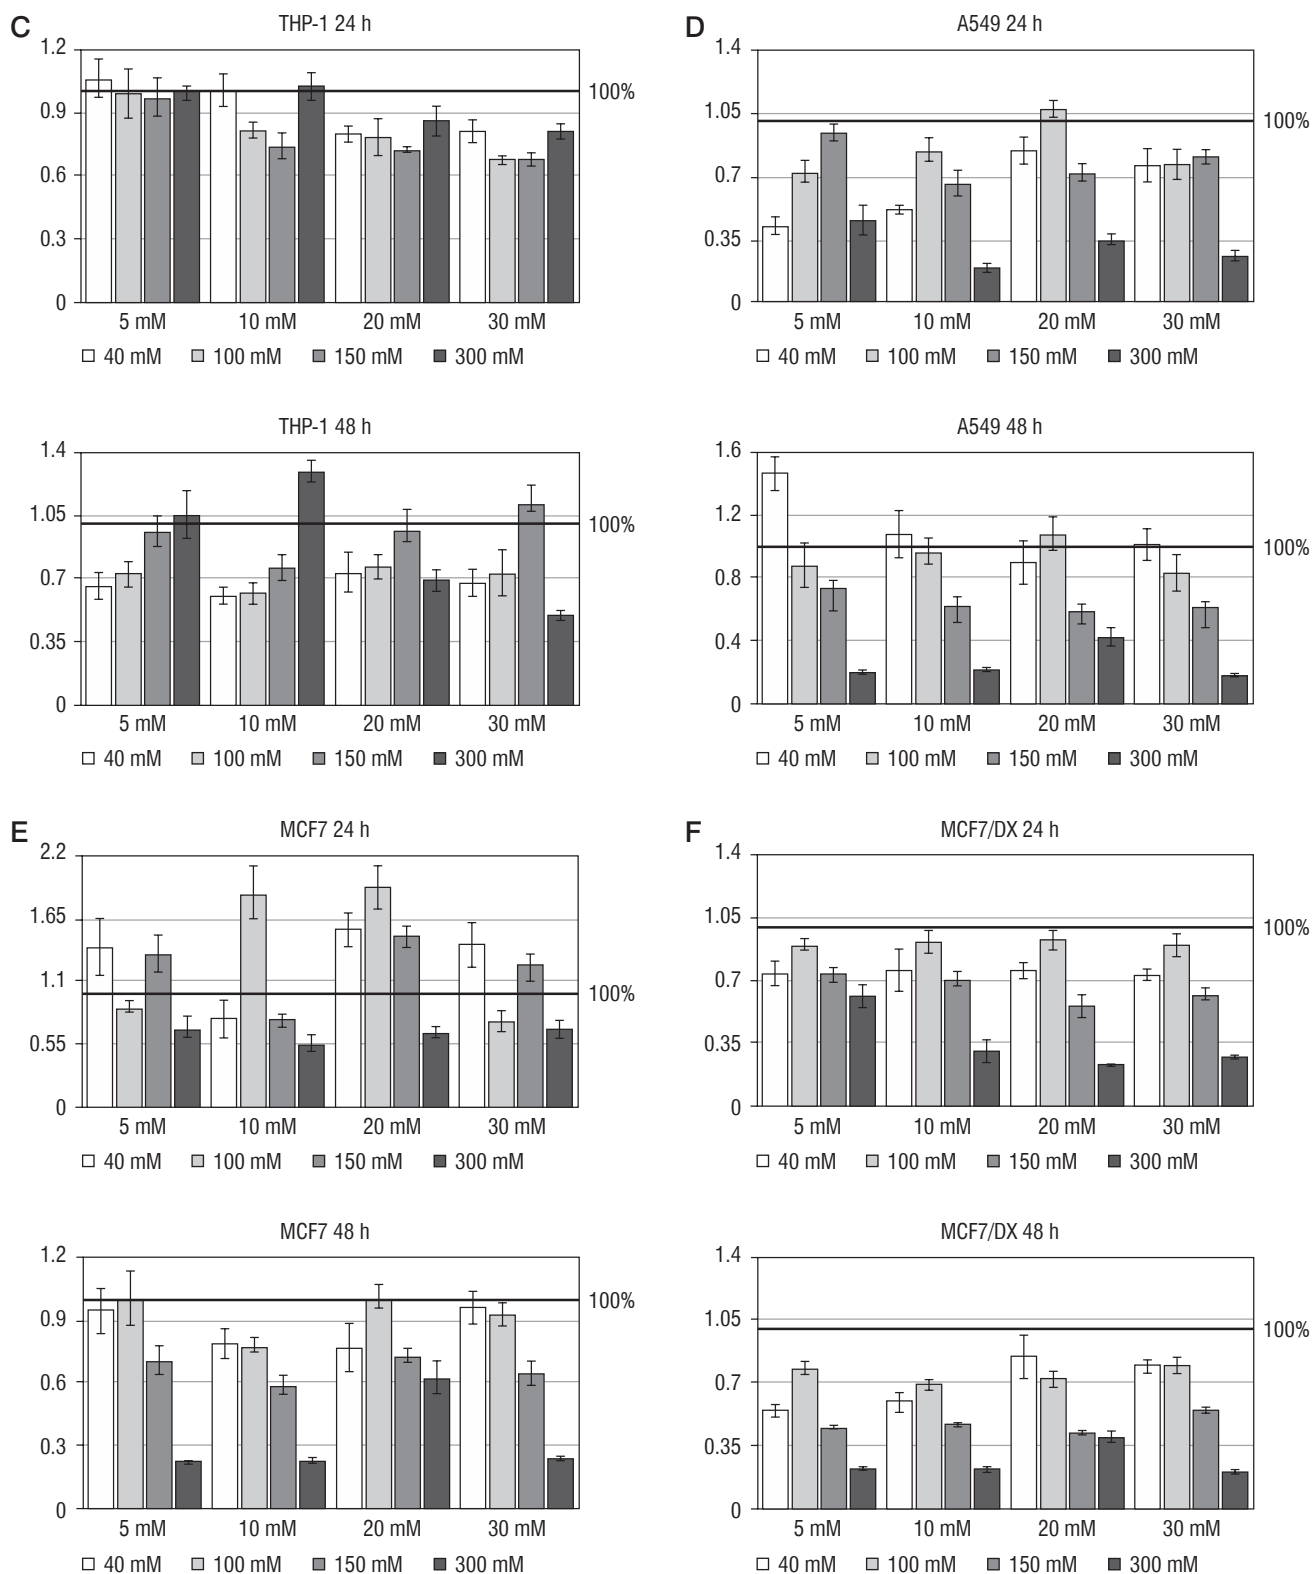 C
THP-1 24 h
1.2
0.9
0.6
0.3
0
100%
5 mM 10 mM 20 mM 30 mM
40 mM 100 mM 150 mM 300 mM
THP-1 48 h
1.4
1.05
0.7
0.35
0
100%
5 mM 10 mM 20 mM 30 mM
40 mM 100 mM 150 mM 300 mM
D
A549 24 h
1.4
1.05
0.7
0.35
0
100%
5 mM 10 mM 20 mM 30 mM
40 mM 100 mM 150 mM 300 mM
A549 48 h
1.6
1.2
0.8
0.4
0
100%
5 mM 10 mM 20 mM 30 mM
40 mM 100 mM 150 mM 300 mM
E
MCF7 24 h
2.2
1.65
1.1
0.55
0
100%
5 mM 10 mM 20 mM 30 mM
40 mM 100 mM 150 mM 300 mM
MCF7 48 h
1.2
0.9
0.6
0.3
0
100%
5 mM 10 mM 20 mM 30 mM
40 mM 100 mM 150 mM 300 mM
F
MCF7/DX 24 h
1.4
1.05
0.7
0.35
0
100%
5 mM 10 mM 20 mM 30 mM
40 mM 100 mM 150 mM 300 mM
MCF7/DX 48 h
1.4
1.05
0.7
0.35
0
100%
5 mM 10 mM 20 mM 30 mM
40 mM 100 mM 150 mM 300 mM